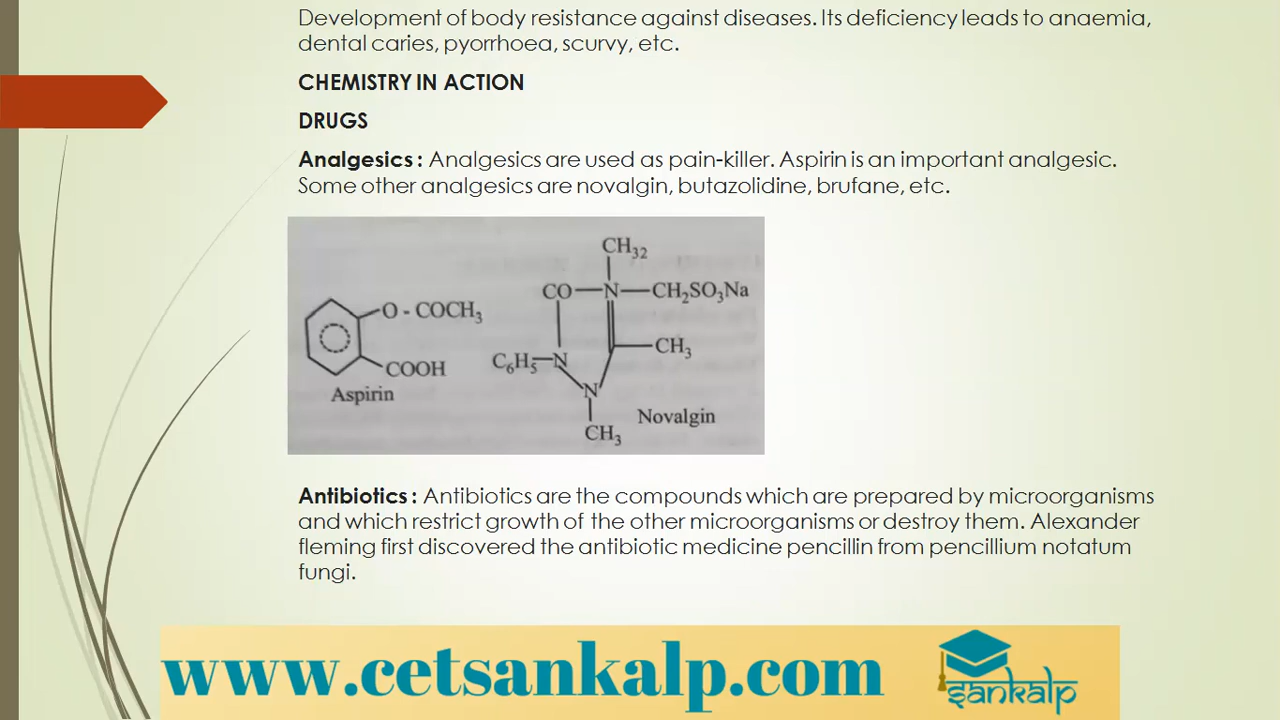 Development of body resistance against diseases. Its deficiency leads to anaemia,
dental caries, pyorrhoea, scurvy, etc.
CHEMISTRY IN ACTION
DRUGS
Analgesics : Analgesics are used as pain-killer. Aspirin is an important analgesic.
Some other analgesics are novalgin, butazolidine, brufane, etc.
O - COCH₃
COOH
Aspirin
CH₃₂
CO—N—CH₂SO₃Na
CH₃
C₆H₅—N
N
CH₃
Novalgin
Antibiotics : Antibiotics are the compounds which are prepared by microorganisms
and which restrict growth of the other microorganisms or destroy them. Alexander
fleming first discovered the antibiotic medicine pencillin from pencillium notatum
fungi.
www.cetsankalp.com
sankalp